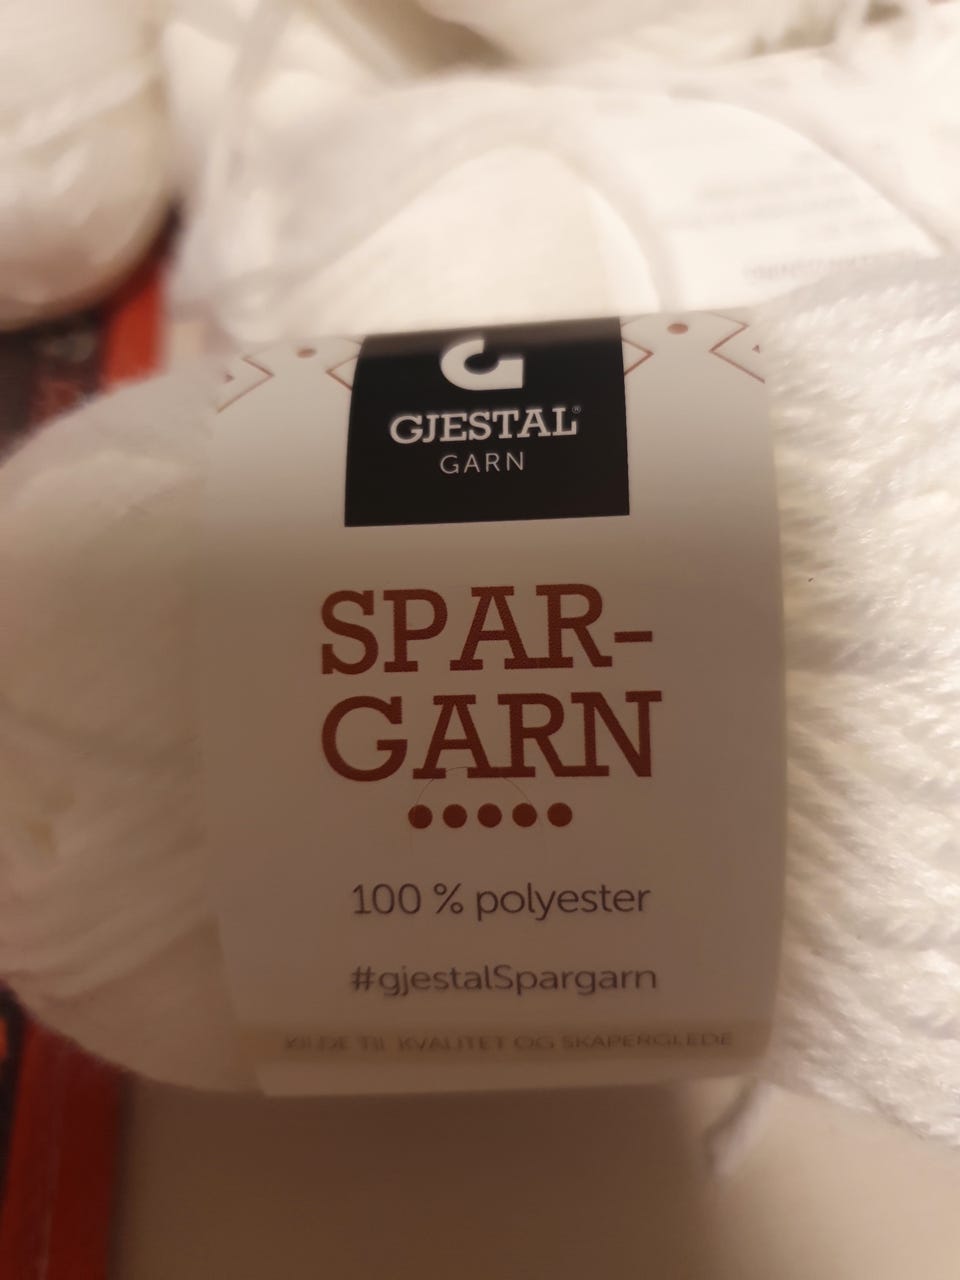 GJESTAL®
GARN
SPAR-
GARN
100 % polyester
#gjestalSpargarn
KILDE TIL KVALITET OG SKAPERGLEDE